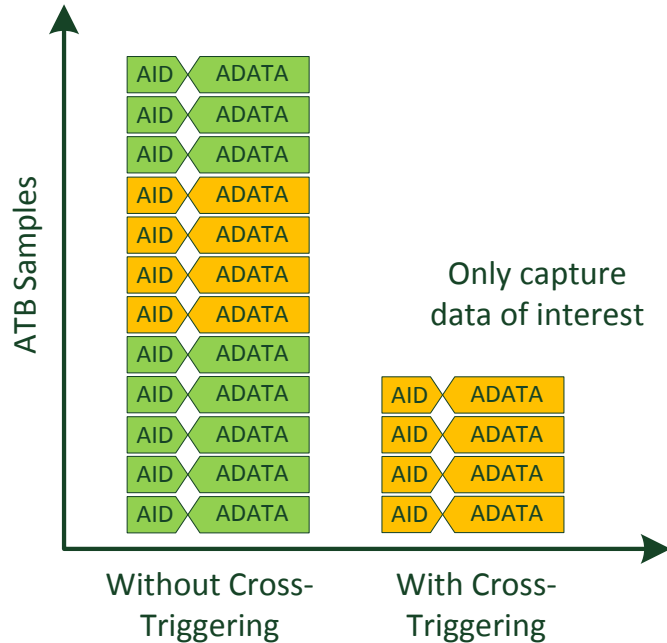 ATB Samples
AID ADATA
AID ADATA
AID ADATA
AID ADATA
AID ADATA
AID ADATA
AID ADATA
AID ADATA
AID ADATA
AID ADATA
AID ADATA
AID ADATA
Without Cross-
Triggering
Only capture
data of interest
AID ADATA
AID ADATA
AID ADATA
AID ADATA
With Cross-
Triggering